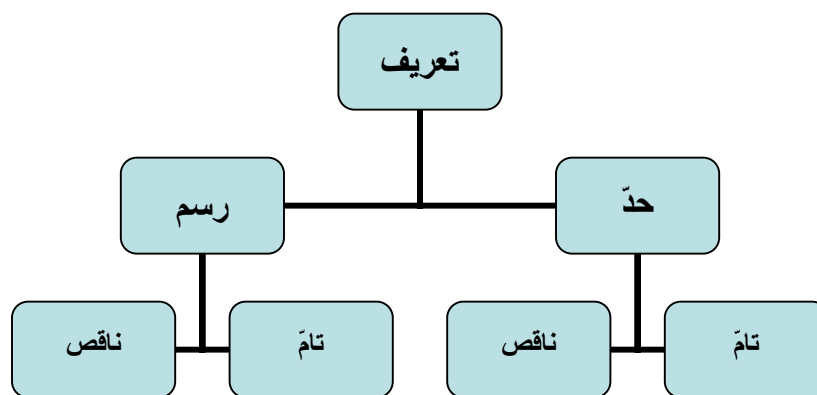 تعريف
حدّ
رسم
تامّ
ناقص
تامّ
ناقص